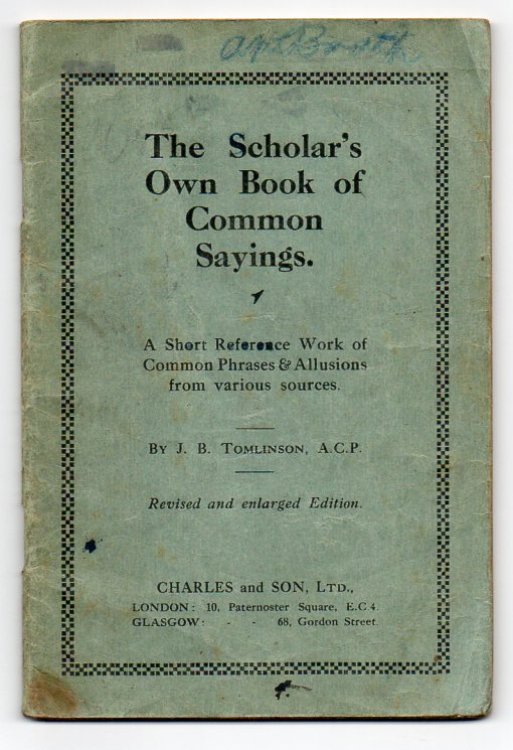 The Scholar's
Own Book of
Common
Sayings.
A Short Reference Work of
Common Phrases & Allusions
from various sources.
BY J. B. TOMLINSON, A.C.P.
Revised and enlarged Edition.
CHARLES and SON, LTD.,
LONDON: 10, Paternoster Square, E.C 4.
GLASGOW: - - 68, Gordon Street.